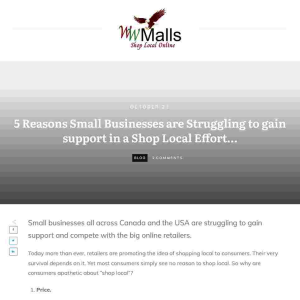 WWMalls
Shop Local Online
OCTOBER 27
5 Reasons Small Businesses are Struggling to gain
support in a Shop Local Effort...
BLOG
COMMENTS
Small businesses all across Canada and the USA are struggling to gain
support and compete with the big online retailers.
Today more than ever, retailers are promoting the idea of shopping local to consumers. Their very
survival depends on it. Yet most consumers simply see no reason to shop local. So why are
consumers apathetic about "shop local"?
1. Price.